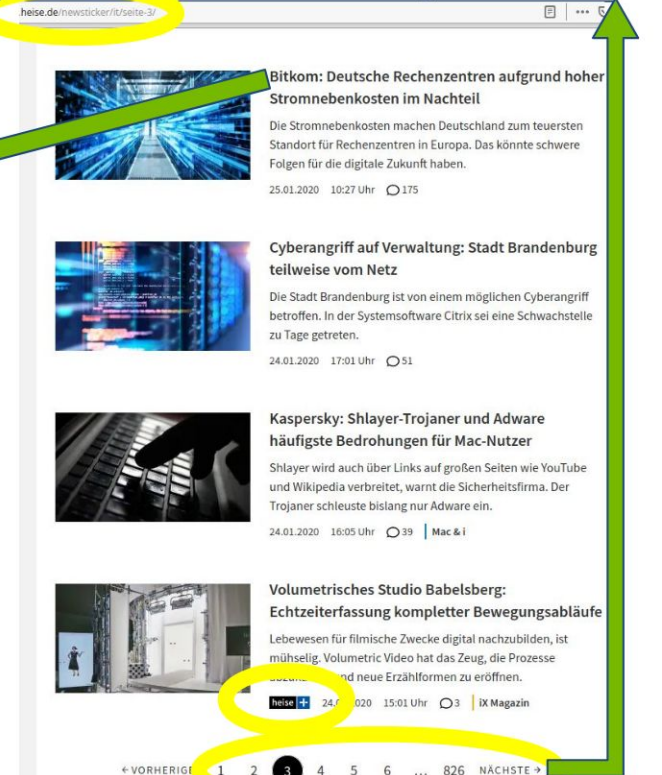 .heise.de/newsticker/it/seite-3/
Bitkom: Deutsche Rechenzentren aufgrund hoher
Stromnebenkosten im Nachteil
Die Stromnebenkosten machen Deutschland zum teuersten
Standort für Rechenzentren in Europa. Das könnte schwere
Folgen für die digitale Zukunft haben.
25.01.2020 10:27 Uhr 175
Cyberangriff auf Verwaltung: Stadt Brandenburg
teilweise vom Netz
Die Stadt Brandenburg ist von einem möglichen Cyberangriff
betroffen. In der Systemsoftware Citrix sei eine Schwachstelle
zu Tage getreten.
24.01.2020 17:01 Uhr 51
Kaspersky: Shlayer-Trojaner und Adware
häufigste Bedrohungen für Mac-Nutzer
Shlayer wird auch über Links auf großen Seiten wie YouTube
und Wikipedia verbreitet, warnt die Sicherheitsfirma. Der
Trojaner schleuste bislang nur Adware ein.
24.01.2020 16:05 Uhr 39 Mac & i
Volumetrisches Studio Babelsberg:
Echtzeiterfassung kompletter Bewegungsabläufe
Lebewesen für filmische Zwecke digital nachzubilden, ist
mühselig. Volumetric Video hat das Zeug, die Prozesse
und neue Erzählformen zu eröffnen.
heise + 15:01 Uhr 3 iX Magazin
← VORHERIGE 1 2 3 4 5 6 ... 826 NÄCHSTE →